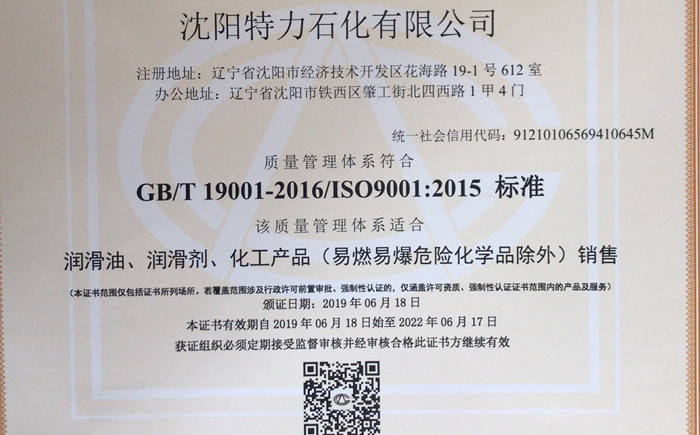 沈阳特力石化有限公司
注册地址：辽宁省沈阳市经济技术开发区花海路 19-1 号 612 室
办公地址：辽宁省沈阳市铁西区肇工街北四西路 1 甲 4 门
统一社会信用代码：91210106569410645M
质量管理体系符合
GB/T 19001-2016/ISO9001:2015 标准
该质量管理体系适合
润滑油、润滑剂、化工产品（易燃易爆危险化学品除外）销售
（本证书范围仅包括证书所列场所。若覆盖范围涉及行政许可前置审批、强制性认证的，仅涵盖许可资质、强制性认证证书范围内的产品及服务）
颁证日期：2019 年 06 月 18 日
本证书有效期自 2019 年 06 月 18 日始至 2022 年 06 月 17 日
获证组织必须定期接受监督审核并经审核合格此证书方继续有效